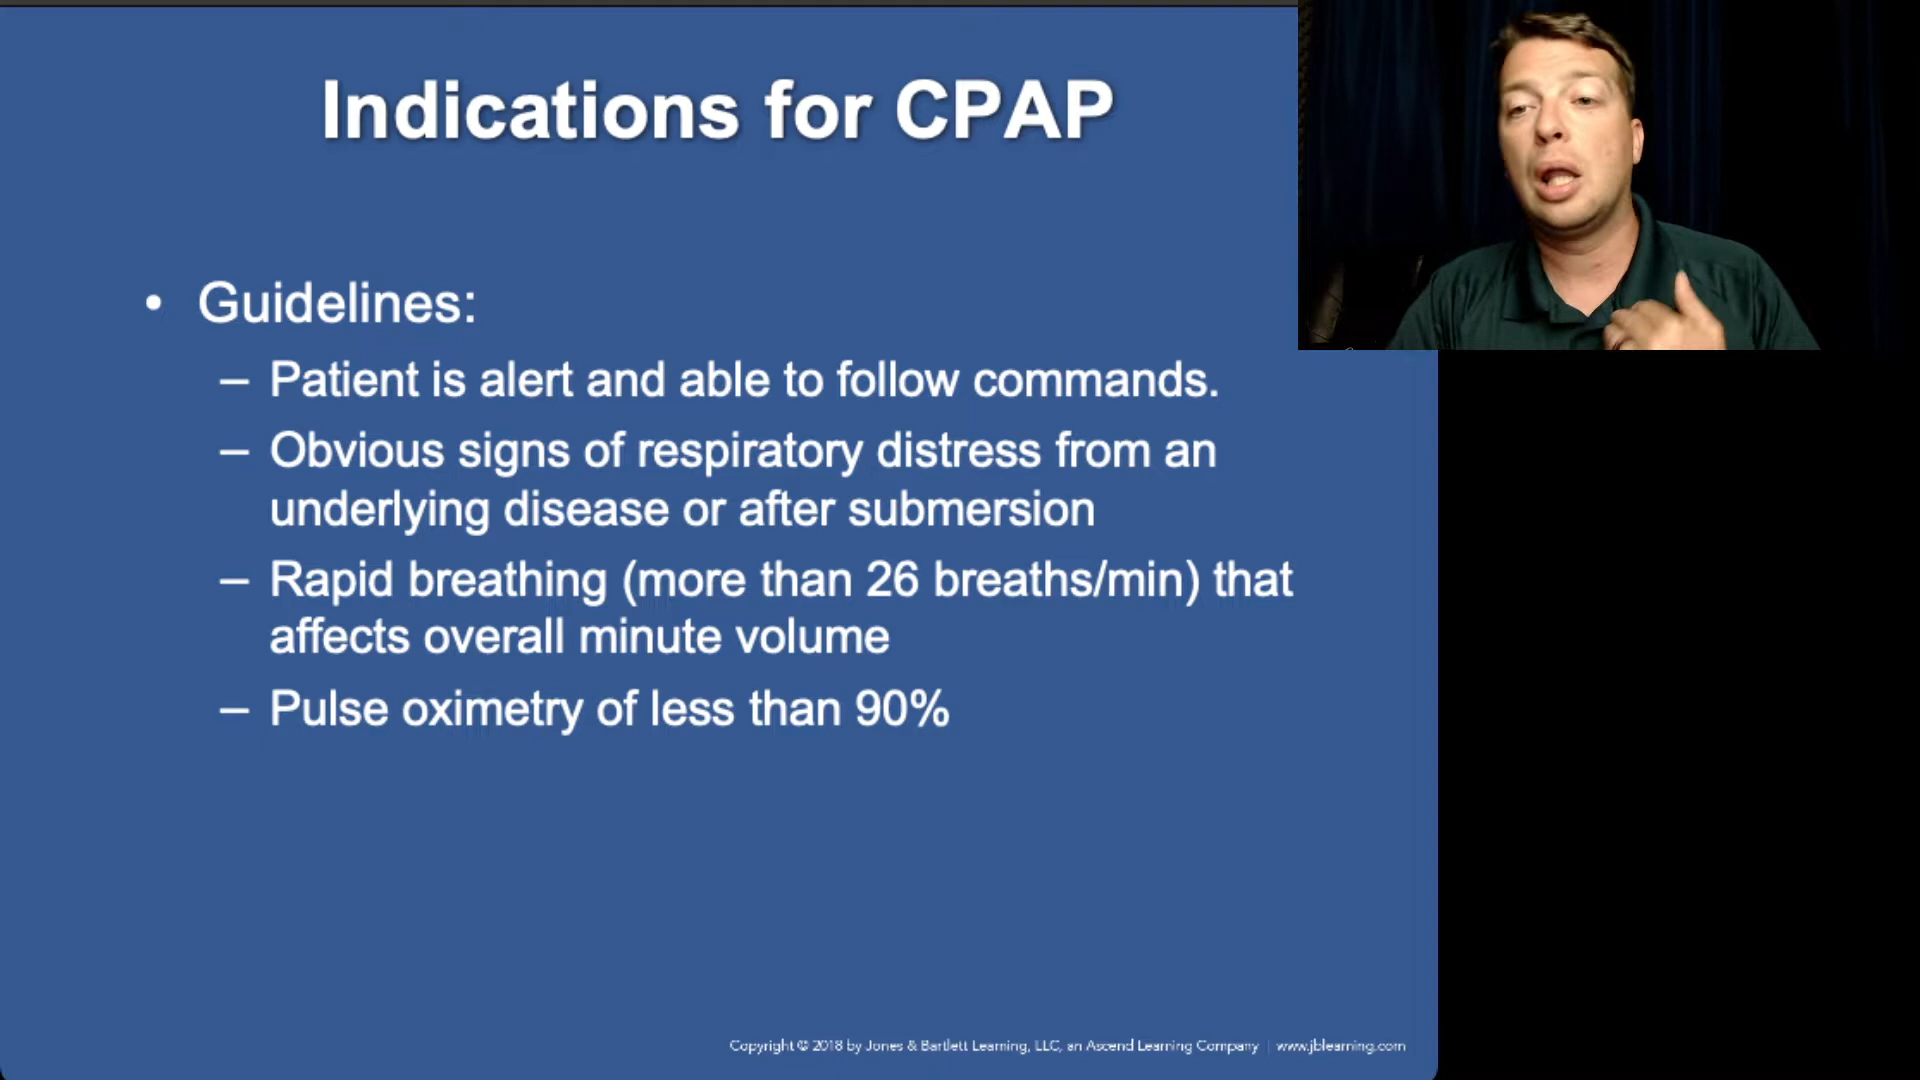 Indications for CPAP
• Guidelines:
– Patient is alert and able to follow commands.
– Obvious signs of respiratory distress from an
underlying disease or after submersion
– Rapid breathing (more than 26 breaths/min) that
affects overall minute volume
– Pulse oximetry of less than 90%
Copyright © 2018 by Jones & Bartlett Learning, LLC, an Ascend Learning Company | www.jblearning.com